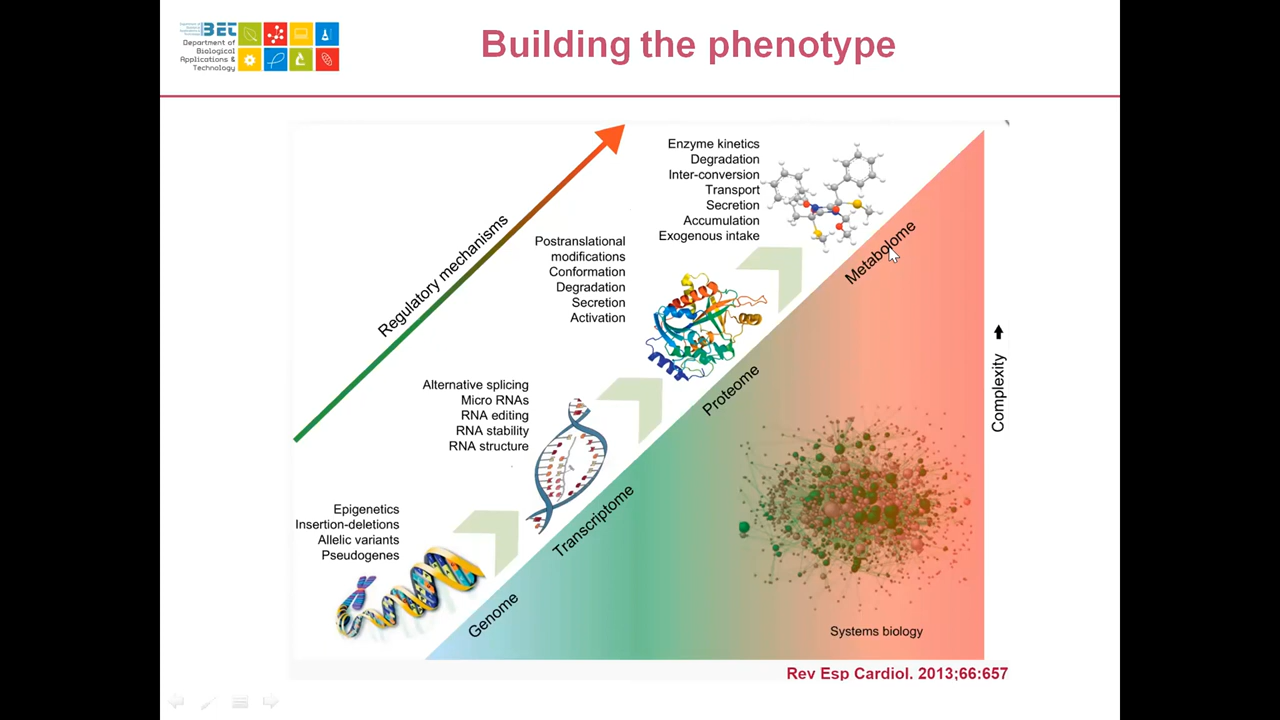 BET
Department of
Biological
Applications &
Technology
Building the phenotype
Regulatory mechanisms
Enzyme kinetics
Degradation
Inter-conversion
Transport
Secretion
Accumulation
Exogenous intake
Metabolome
Postranslational
modifications
Conformation
Degradation
Secretion
Activation
Proteome
Alternative splicing
Micro RNAs
RNA editing
RNA stability
RNA structure
Transcriptome
Epigenetics
Insertion-deletions
Allelic variants
Pseudogenes
Genome
Complexity
Systems biology
Rev Esp Cardiol. 2013;66:657